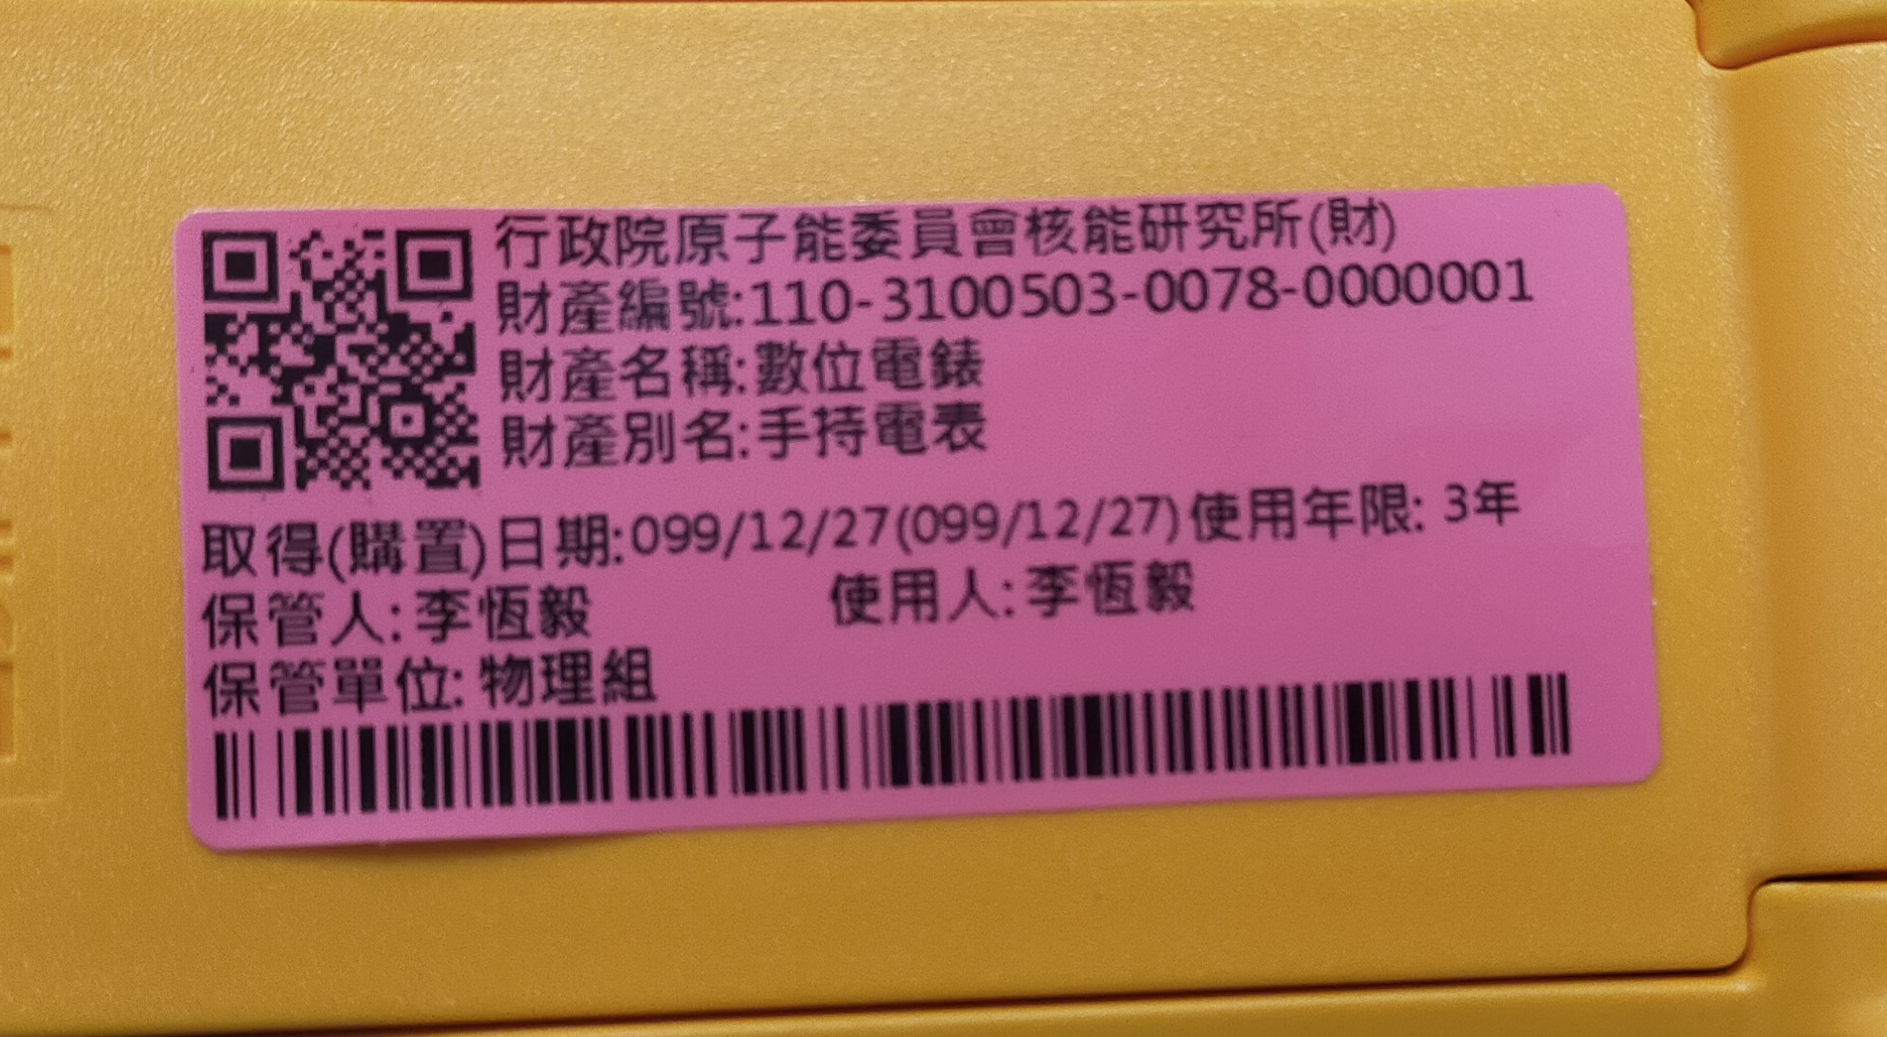 行政院原子能委員會核能研究所(財)
財產編號:110-3100503-0078-0000001
財產名稱:數位電錶
財產別名:手持電表
取得(購置)日期:099/12/27(099/12/27)使用年限: 3年
保管人: 李恆毅 使用人: 李恆毅
保管單位: 物理組